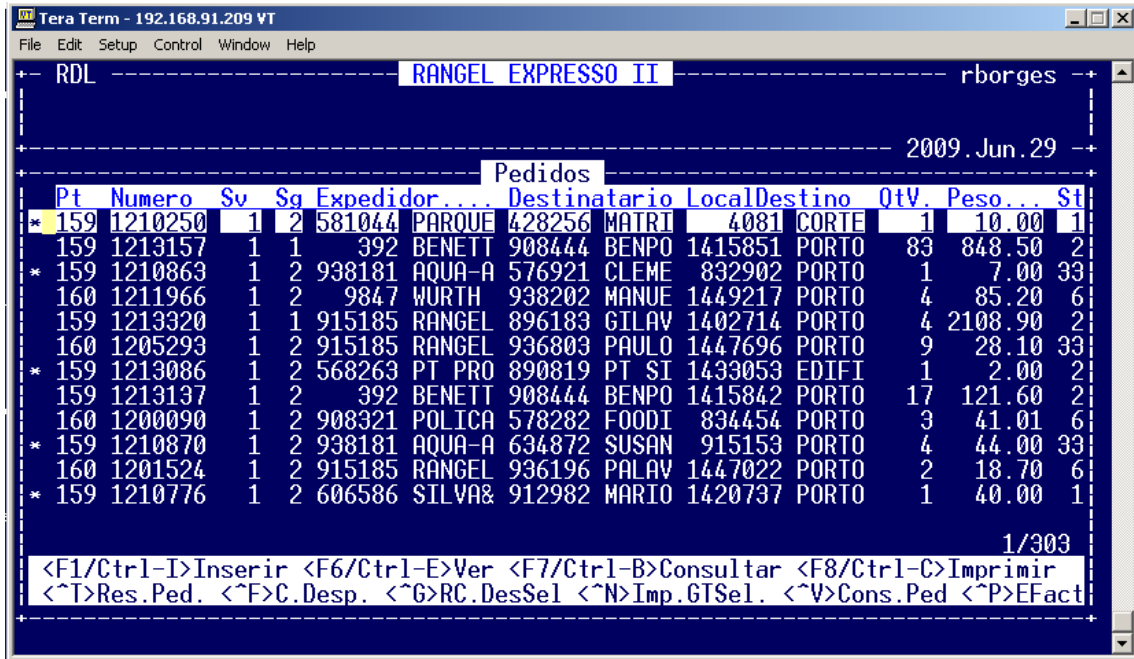 Tera Term - 192.168.91.209 VT
File Edit Setup Control Window Help
RDL RANGEL EXPRESSO II rborges
2009.Jun.29
Pedidos
Pt Numero Sv Sg Expedidor.... Destinatario LocalDestino QtV. Peso... St
* 159 1210250 1 2 581044 PARQUE 428256 MATRI 4081 CORTE 1 10.00 1
159 1213157 1 1 392 BENETT 908444 BENPO 1415851 PORTO 83 848.50 2
* 159 1210863 1 2 938181 AQUA-A 576921 CLEME 832902 PORTO 1 7.00 33
160 1211966 1 2 9847 WURTH 938202 MANUE 1449217 PORTO 4 85.20 6
159 1213320 1 1 915185 RANGEL 896183 GILAV 1402714 PORTO 4 2108.90 2
160 1205293 1 2 915185 RANGEL 936803 PAULO 1447696 PORTO 9 28.10 33
* 159 1213086 1 2 568263 PT PRO 890819 PT SI 1433053 EDIFI 1 2.00 2
159 1213137 1 2 392 BENETT 908444 BENPO 1415842 PORTO 17 121.60 2
160 1200090 1 2 908321 POLICA 578282 FOODI 834454 PORTO 3 41.01 6
* 159 1210870 1 2 938181 AQUA-A 634872 SUSAN 915153 PORTO 4 44.00 33
160 1201524 1 2 915185 RANGEL 936196 PALAV 1447022 PORTO 2 18.70 6
* 159 1210776 1 2 606586 SILVA& 912982 MARIO 1420737 PORTO 1 40.00 1
1/303
<F1/Ctrl-I>Inserir <F6/Ctrl-E>Ver <F7/Ctrl-B>Consultar <F8/Ctrl-C>Imprimir
<^T>Res.Ped. <^F>C.Desp. <^G>RC.DesSel <^N>Imp.GTSel. <^V>Cons.Ped <^P>EFact